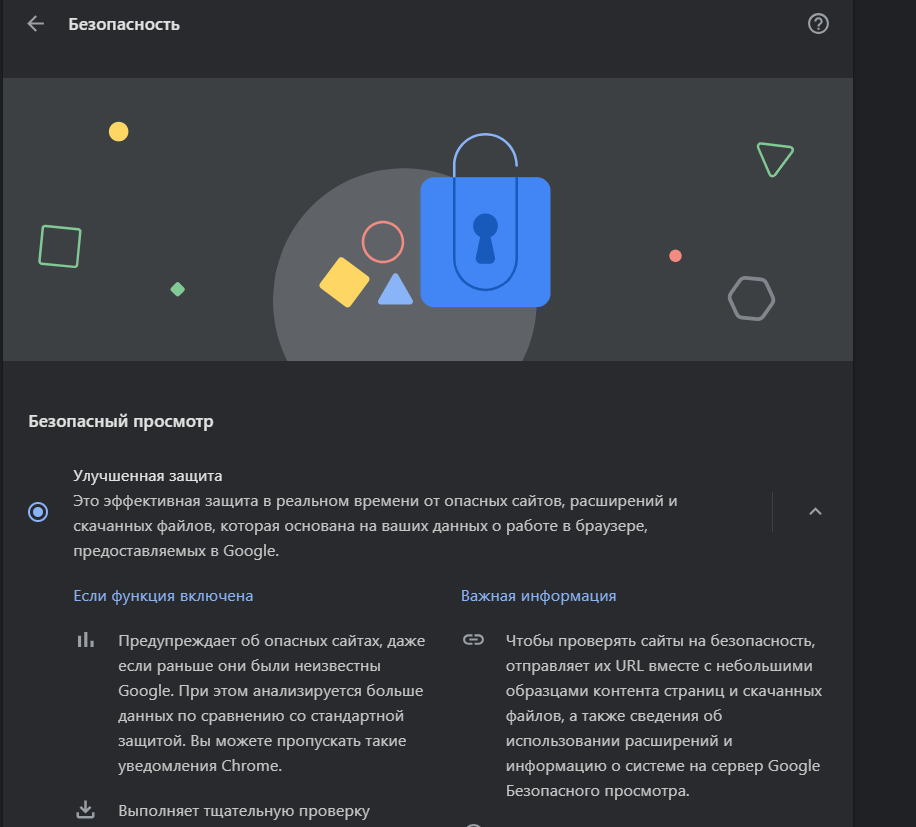 Безопасность
Безопасный просмотр
Улучшенная защита
Это эффективная защита в реальном времени от опасных сайтов, расширений и
скачанных файлов, которая основана на ваших данных о работе в браузере,
предоставляемых в Google.
Если функция включена
Предупреждает об опасных сайтах, даже
если раньше они были неизвестны
Google. При этом анализируется больше
данных по сравнению со стандартной
защитой. Вы можете пропускать такие
уведомления Chrome.
Выполняет тщательную проверку
Важная информация
Чтобы проверять сайты на безопасность,
отправляет их URL вместе с небольшими
образцами контента страниц и скачанных
файлов, а также сведения об
использовании расширений и
информацию о системе на сервер Google
Безопасного просмотра.